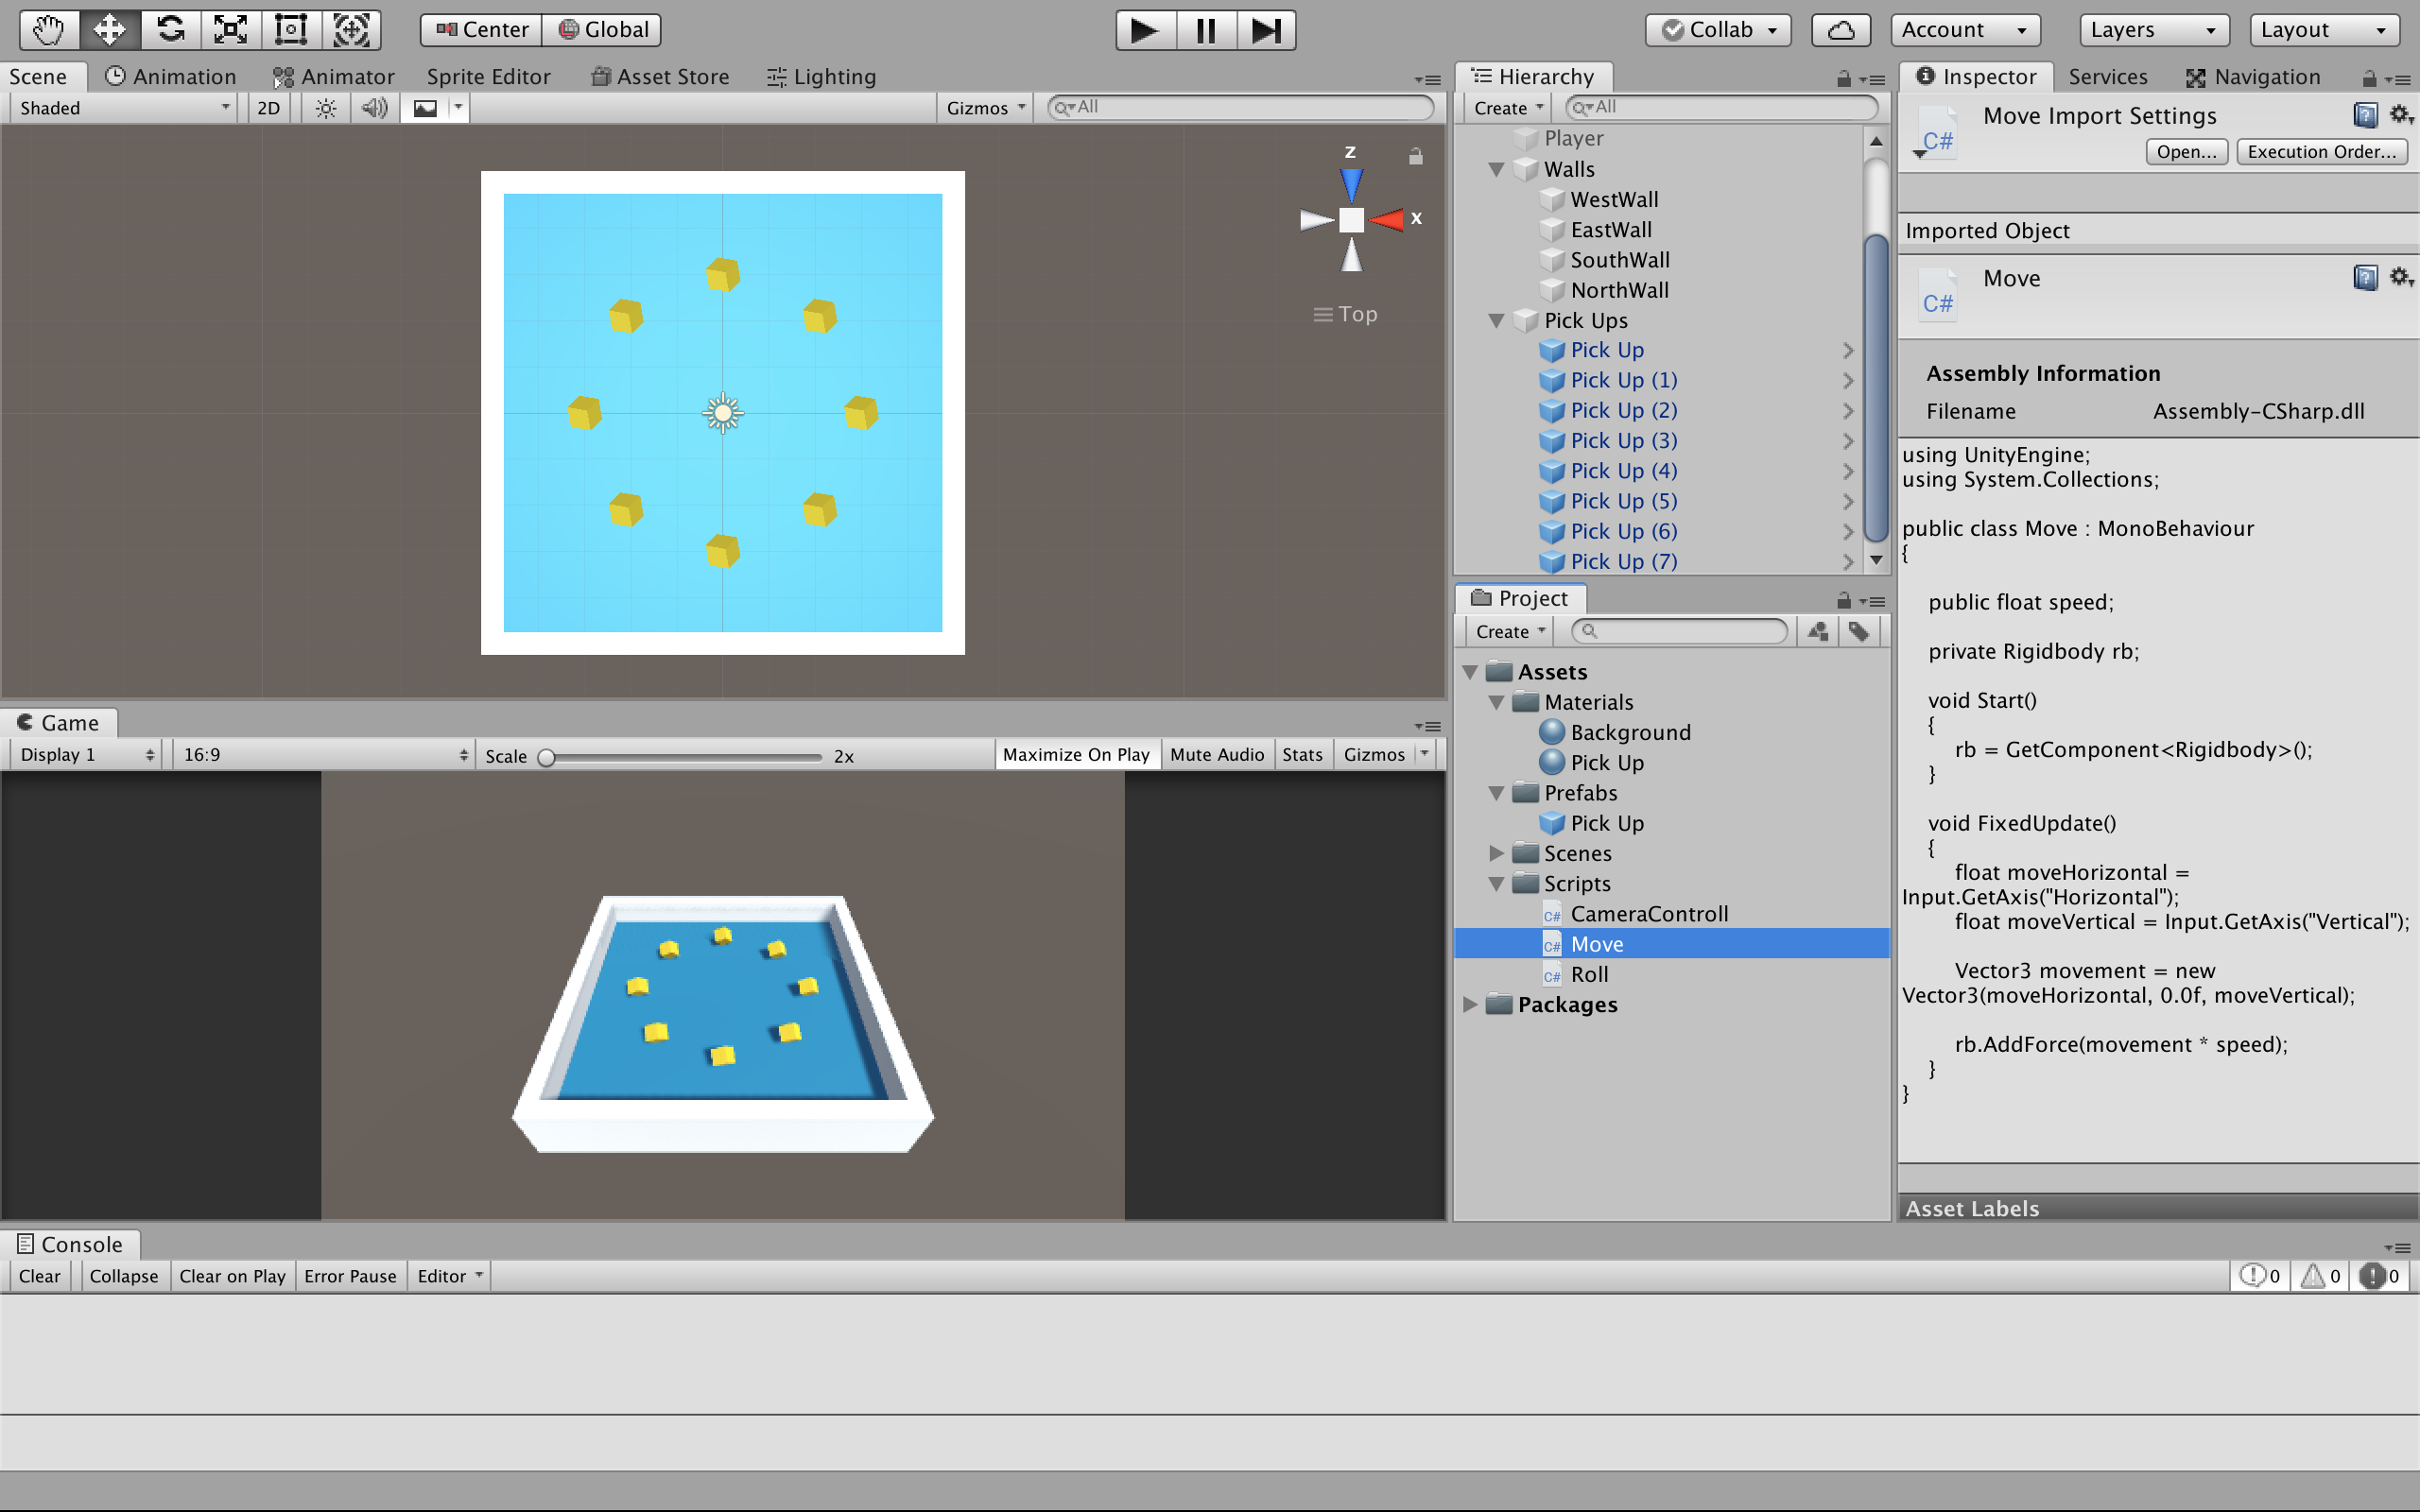 Center Global Collab Account Layers Layout
Scene Animation Animator Sprite Editor Asset Store Lighting
Shaded 2D Gizmos All
z
x
Top
Game
Display 1 16:9 Scale 2x Maximize On Play Mute Audio Stats Gizmos
Hierarchy
Create All
Player
Walls
WestWall
EastWall
SouthWall
NorthWall
Pick Ups
Pick Up
Pick Up (1)
Pick Up (2)
Pick Up (3)
Pick Up (4)
Pick Up (5)
Pick Up (6)
Pick Up (7)
Project
Create
Assets
Materials
Background
Pick Up
Prefabs
Pick Up
Scenes
Scripts
C# CameraControll
C# Move
C# Roll
Packages
Inspector Services Navigation
C# Move Import Settings
Open... Execution Order...
Imported Object
C# Move
Assembly Information
Filename Assembly-CSharp.dll
using UnityEngine;
using System.Collections;
public class Move : MonoBehaviour
{
public float speed;
private Rigidbody rb;
void Start()
{
rb = GetComponent<Rigidbody>();
}
void FixedUpdate()
{
float moveHorizontal =
Input.GetAxis("Horizontal");
float moveVertical = Input.GetAxis("Vertical");
Vector3 movement = new
Vector3(moveHorizontal, 0.0f, moveVertical);
rb.AddForce(movement * speed);
}
}
Asset Labels
Console
Clear Collapse Clear on Play Error Pause Editor 0 0 0